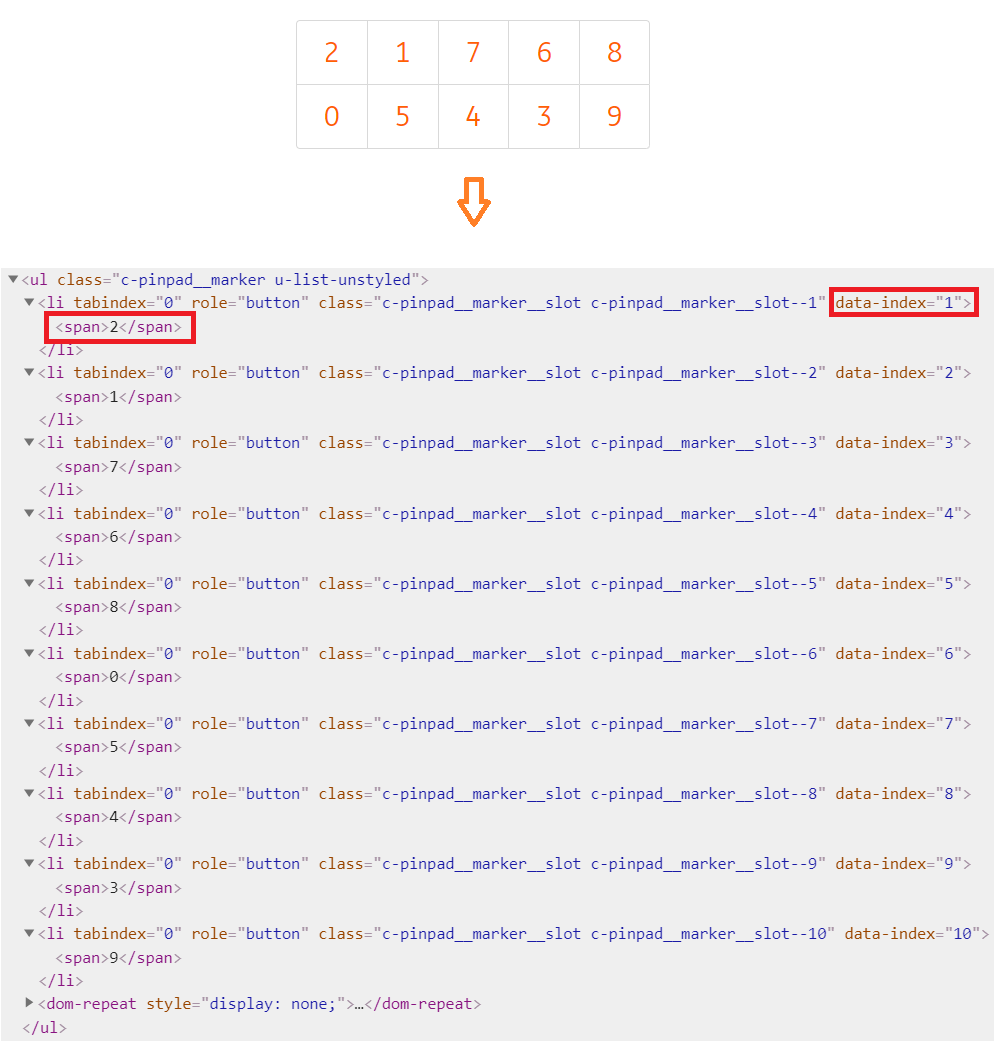 2 1 7 6 8
0 5 4 3 9
▼<ul class="c-pinpad__marker u-list-unstyled">
▼<li tabindex="0" role="button" class="c-pinpad__marker__slot c-pinpad__marker__slot--1" data-index="1">
<span>2</span>
</li>
▼<li tabindex="0" role="button" class="c-pinpad__marker__slot c-pinpad__marker__slot--2" data-index="2">
<span>1</span>
</li>
▼<li tabindex="0" role="button" class="c-pinpad__marker__slot c-pinpad__marker__slot--3" data-index="3">
<span>7</span>
</li>
▼<li tabindex="0" role="button" class="c-pinpad__marker__slot c-pinpad__marker__slot--4" data-index="4">
<span>6</span>
</li>
▼<li tabindex="0" role="button" class="c-pinpad__marker__slot c-pinpad__marker__slot--5" data-index="5">
<span>8</span>
</li>
▼<li tabindex="0" role="button" class="c-pinpad__marker__slot c-pinpad__marker__slot--6" data-index="6">
<span>0</span>
</li>
▼<li tabindex="0" role="button" class="c-pinpad__marker__slot c-pinpad__marker__slot--7" data-index="7">
<span>5</span>
</li>
▼<li tabindex="0" role="button" class="c-pinpad__marker__slot c-pinpad__marker__slot--8" data-index="8">
<span>4</span>
</li>
▼<li tabindex="0" role="button" class="c-pinpad__marker__slot c-pinpad__marker__slot--9" data-index="9">
<span>3</span>
</li>
▼<li tabindex="0" role="button" class="c-pinpad__marker__slot c-pinpad__marker__slot--10" data-index="10">
<span>9</span>
</li>
▶<dom-repeat style="display: none;">…</dom-repeat>
</ul>